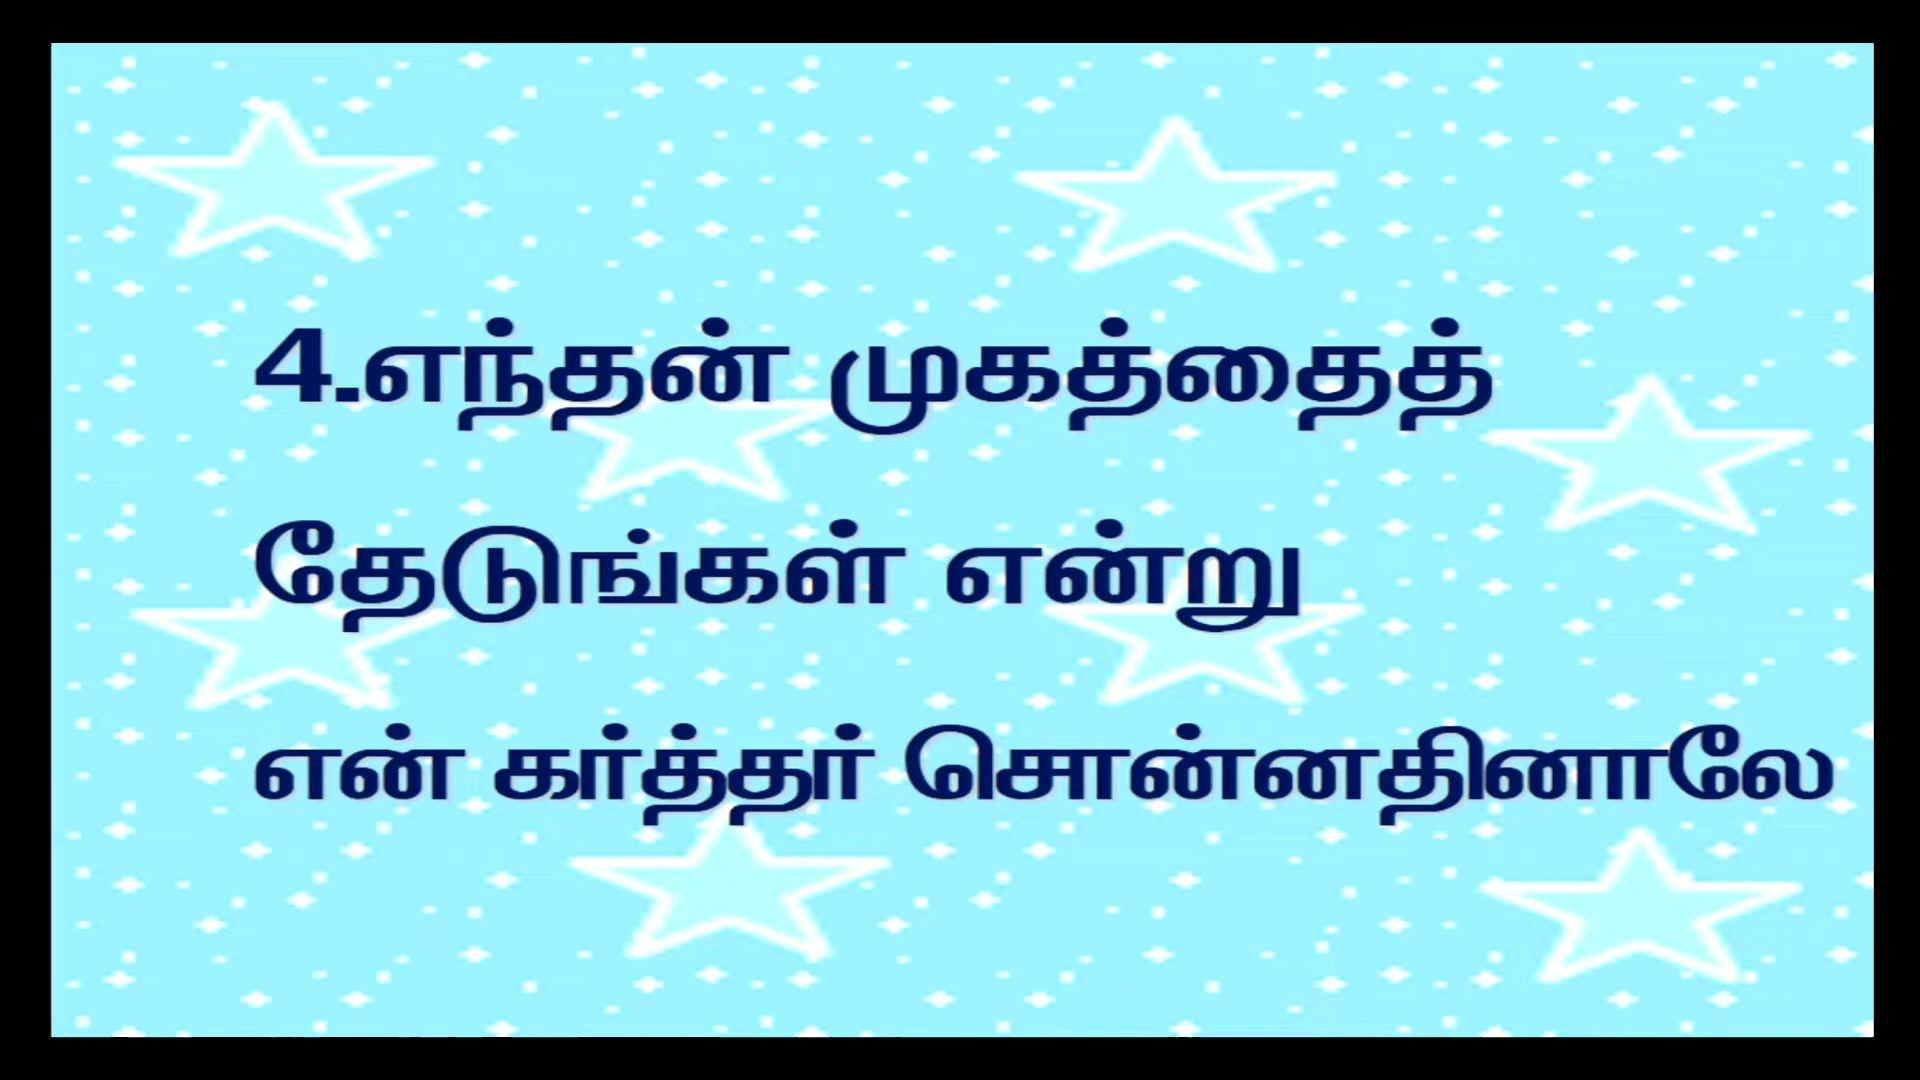 4.எந்தன் முகத்தைத்
தேடுங்கள் என்று
என் கர்த்தர் சொன்னதினாலே